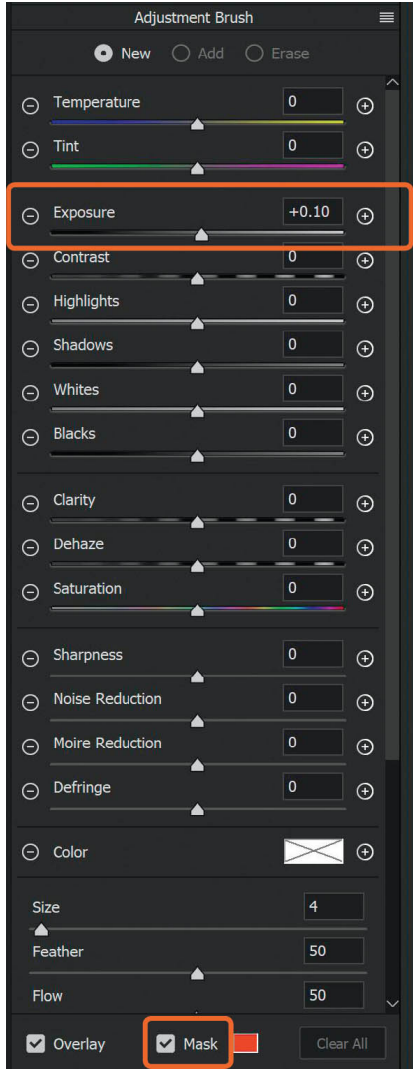 Adjustment Brush
New Add Erase
Temperature 0
Tint 0
Exposure +0.10
Contrast 0
Highlights 0
Shadows 0
Whites 0
Blacks 0
Clarity 0
Dehaze 0
Saturation 0
Sharpness 0
Noise Reduction 0
Moire Reduction 0
Defringe 0
Color
Size 4
Feather 50
Flow 50
Overlay Mask Clear All